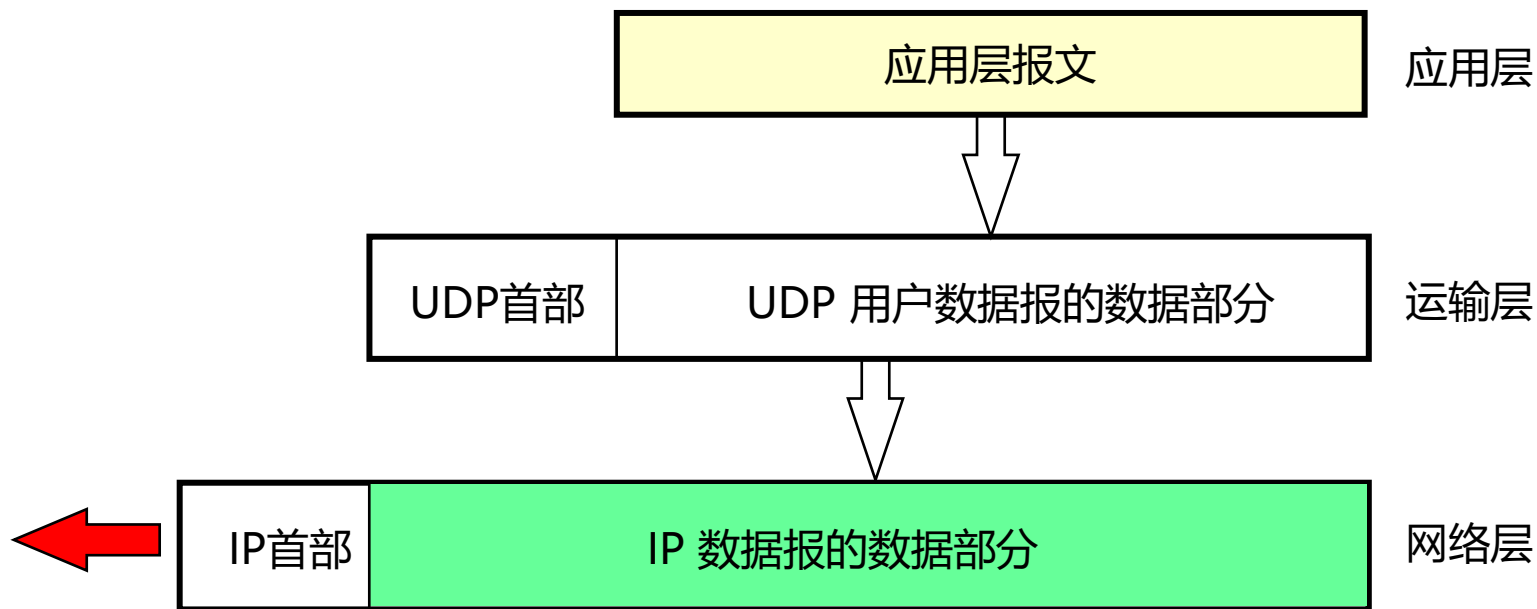 应用层报文
应用层
UDP首部
UDP 用户数据报的数据部分
运输层
IP首部
IP 数据报的数据部分
网络层